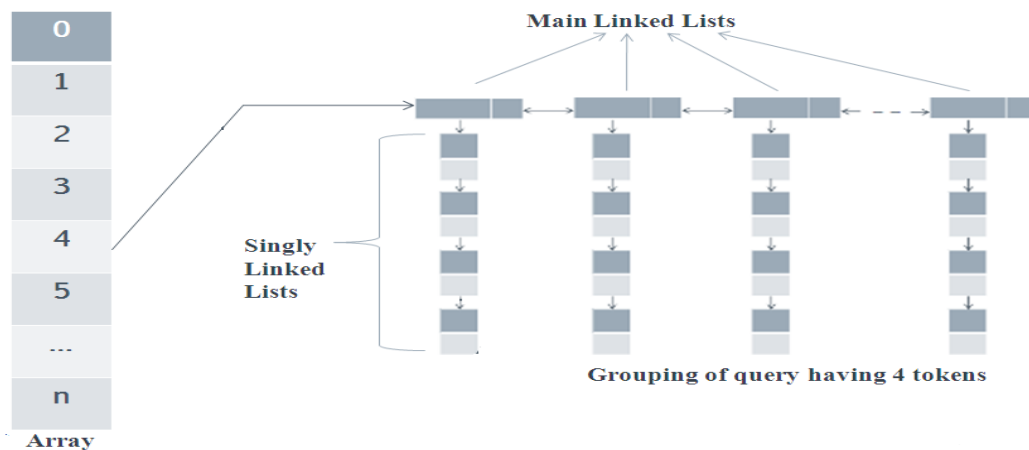 0
1
2
3
4
5
...
n
Array
Main Linked Lists
Singly
Linked
Lists
Grouping of query having 4 tokens